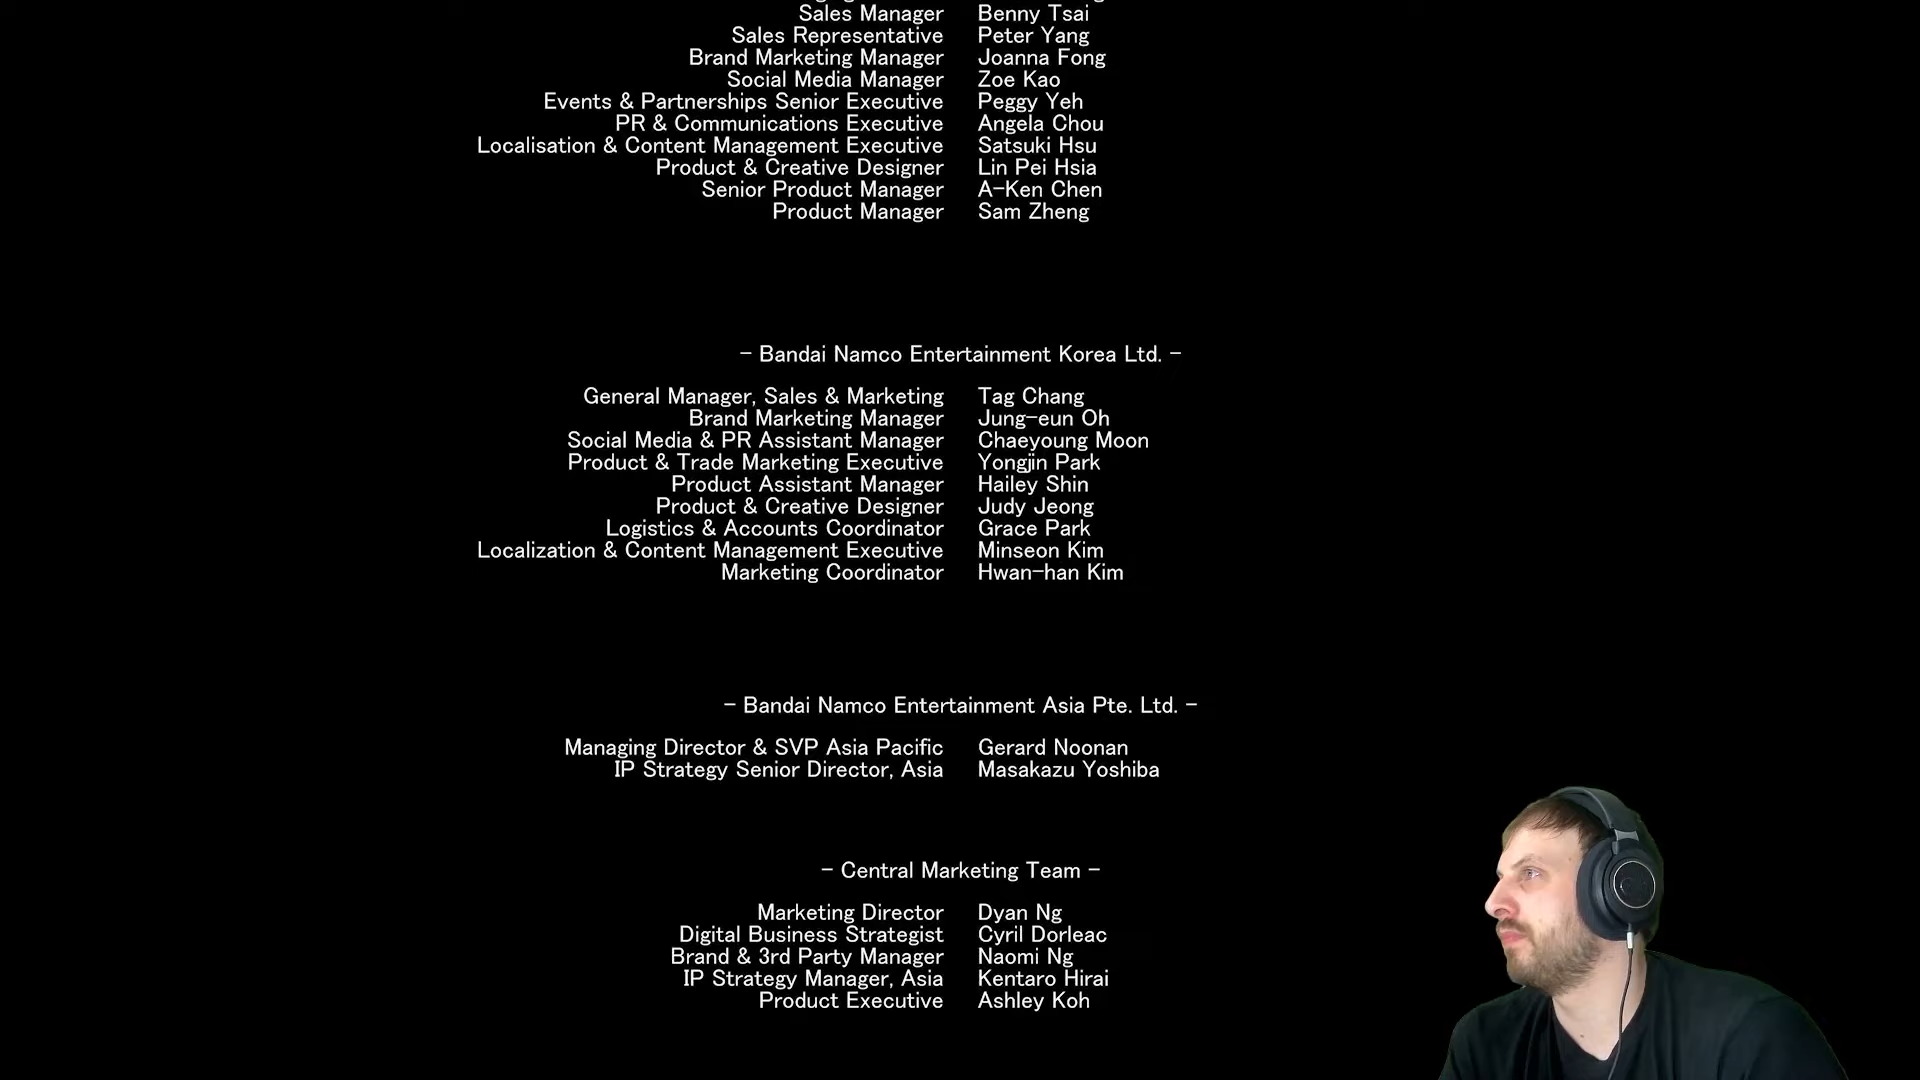 Sales Manager Benny Tsai
Sales Representative Peter Yang
Brand Marketing Manager Joanna Fong
Social Media Manager Zoe Kao
Events & Partnerships Senior Executive Peggy Yeh
PR & Communications Executive Angela Chou
Localisation & Content Management Executive Satsuki Hsu
Product & Creative Designer Lin Pei Hsia
Senior Product Manager A-Ken Chen
Product Manager Sam Zheng
- Bandai Namco Entertainment Korea Ltd. -
General Manager, Sales & Marketing Tag Chang
Brand Marketing Manager Jung-eun Oh
Social Media & PR Assistant Manager Chaeyoung Moon
Product & Trade Marketing Executive Yongjin Park
Product Assistant Manager Hailey Shin
Product & Creative Designer Judy Jeong
Logistics & Accounts Coordinator Grace Park
Localization & Content Management Executive Minseon Kim
Marketing Coordinator Hwan-han Kim
- Bandai Namco Entertainment Asia Pte. Ltd. -
Managing Director & SVP Asia Pacific Gerard Noonan
IP Strategy Senior Director, Asia Masakazu Yoshiba
- Central Marketing Team -
Marketing Director Dyan Ng
Digital Business Strategist Cyril Dorleac
Brand & 3rd Party Manager Naomi Ng
IP Strategy Manager, Asia Kentaro Hirai
Product Executive Ashley Koh